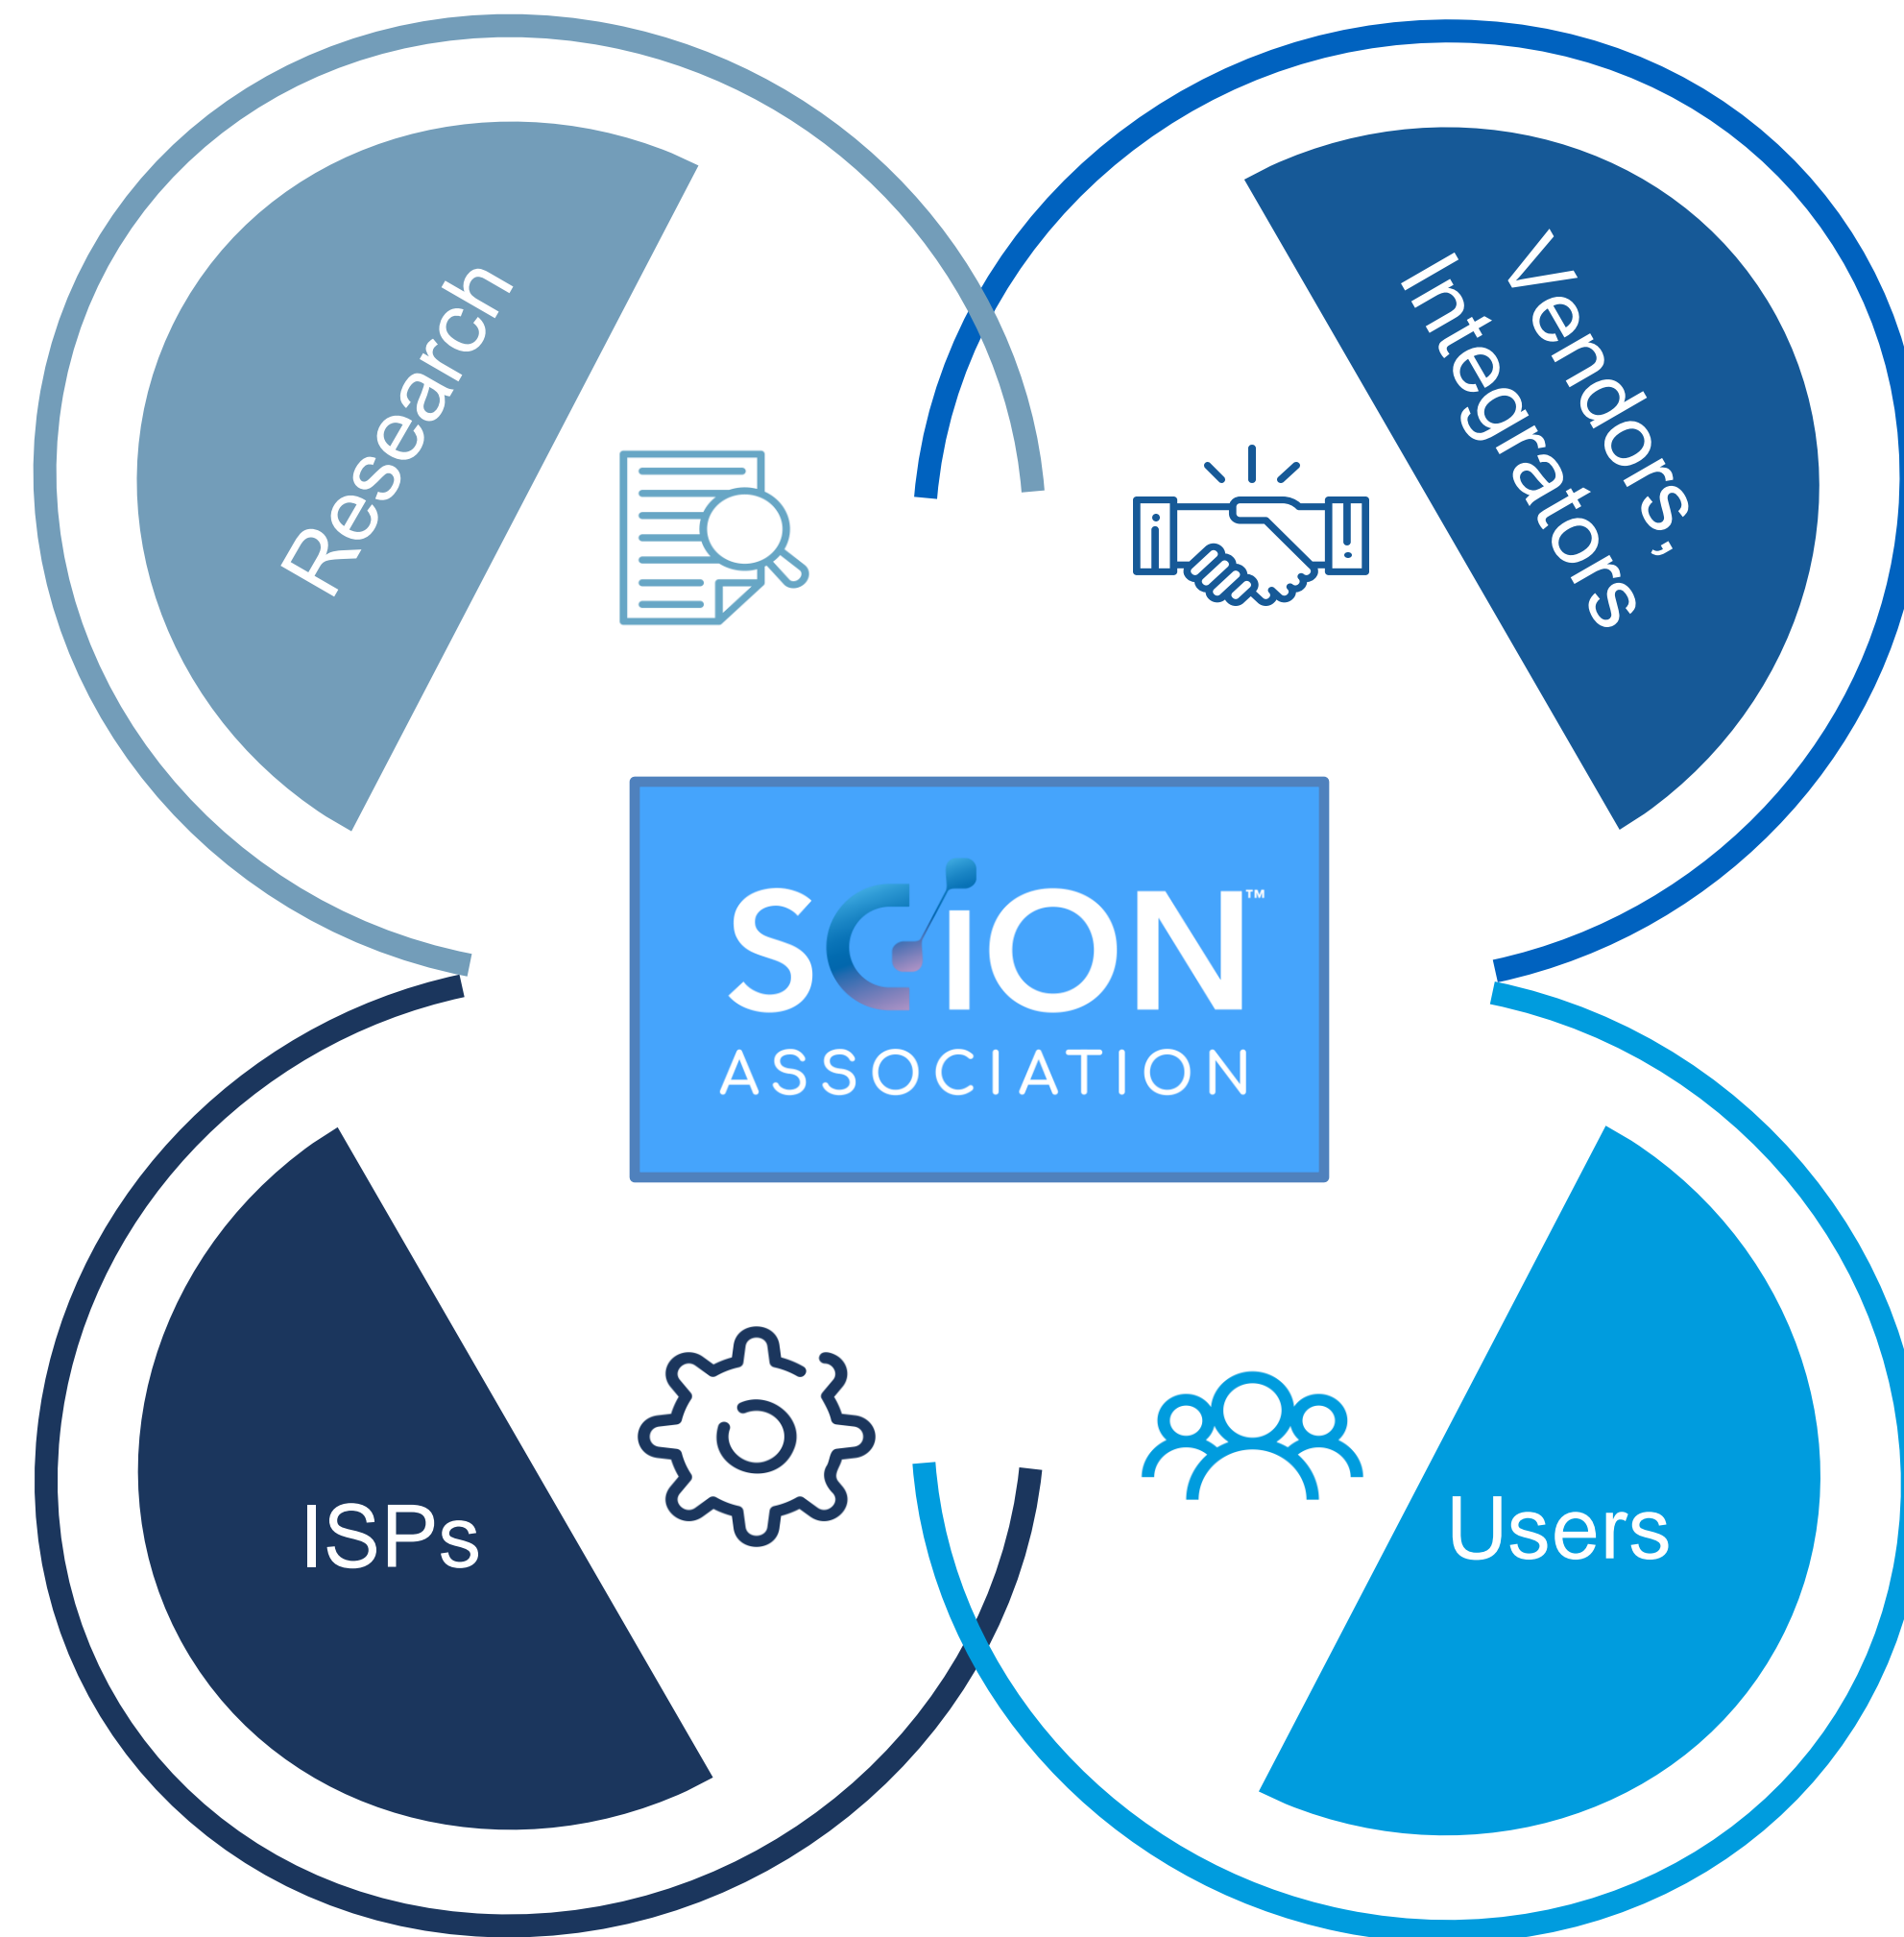 Research
Vendors,
Integrators
SCiON™
ASSOCIATION
ISPs
Users